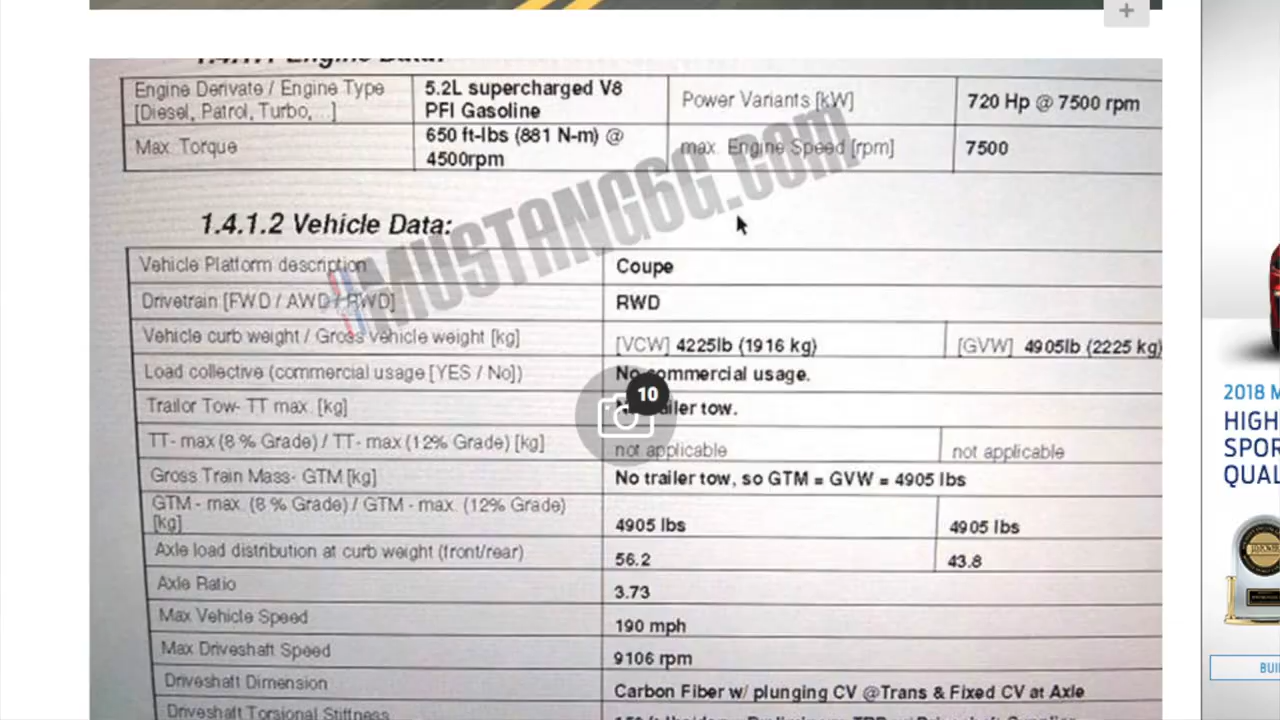 1.4.1.1 Engine Data:
Engine Derivate / Engine Type
[Diesel, Patrol, Turbo, ...]
5.2L supercharged V8
PFI Gasoline
Power Variants [kW]
720 Hp @ 7500 rpm
Max. Torque
650 ft-lbs (881 N-m) @
4500rpm
max. Engine Speed [rpm]
7500
MUSTANG6G.com
1.4.1.2 Vehicle Data:
Vehicle Platform description
Coupe
Drivetrain [FWD / AWD / RWD]
RWD
Vehicle curb weight / Gross vehicle weight [kg]
[VCW] 4225lb (1916 kg)
[GVW] 4905lb (2225 kg)
Load collective (commercial usage [YES / No])
No commercial usage.
10
Trailor Tow- TT max. [kg]
No trailer tow.
TT- max (8 % Grade) / TT- max (12% Grade) [kg]
not applicable
not applicable
Gross Train Mass- GTM [kg]
No trailer tow, so GTM = GVW = 4905 lbs
GTM - max. (8 % Grade) / GTM - max. (12% Grade)
[kg]
4905 lbs
4905 lbs
Axle load distribution at curb weight (front/rear)
56.2
43.8
Axle Ratio
3.73
Max Vehicle Speed
190 mph
Max Driveshaft Speed
9106 rpm
Driveshaft Dimension
Carbon Fiber w/ plunging CV @Trans & Fixed CV at Axle
Driveshaft Torsional Stiffness
2018 M
HIGH
SPOR
QUAL
BUI